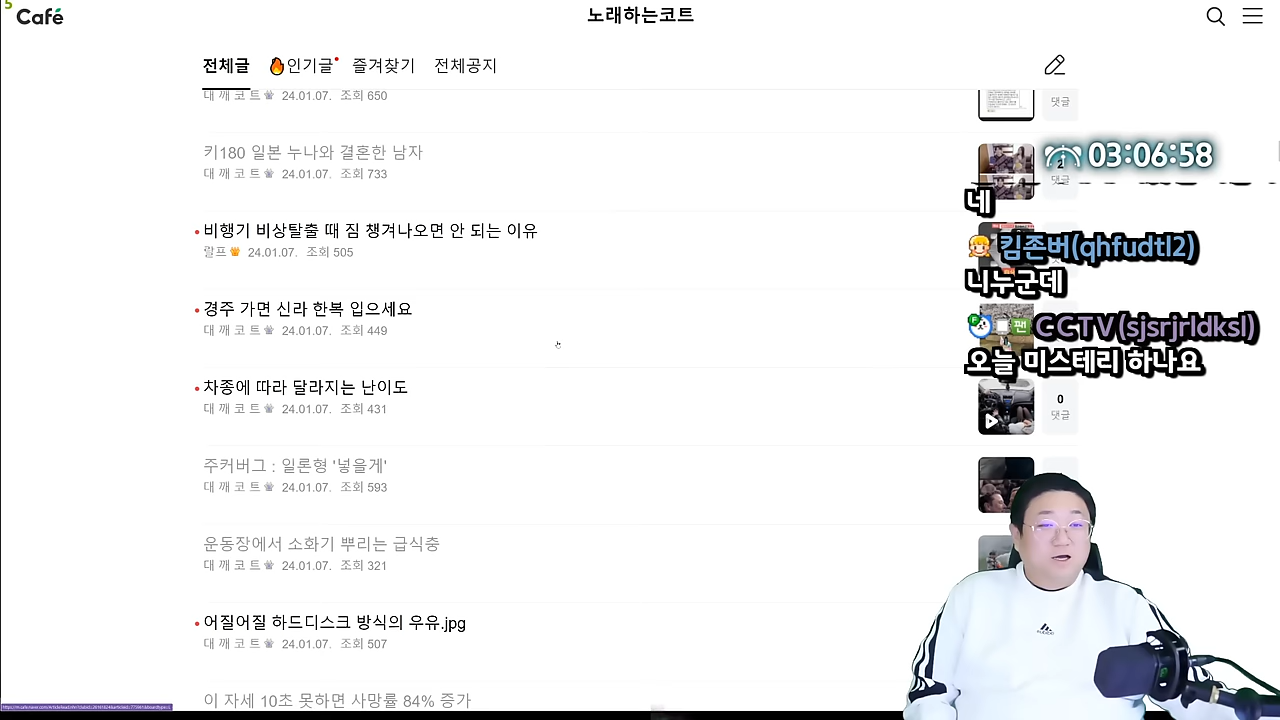 5
Café
노래하는코트
전체글
🔥인기글
즐겨찾기
전체공지
대 깨 코 트 24.01.07. 조회 650
댓글
키180 일본 누나와 결혼한 남자
대 깨 코 트 24.01.07. 조회 733
2
댓글
03:06:58
네
비행기 비상탈출 때 짐 챙겨나오면 안 되는 이유
랄프 24.01.07. 조회 505
킴존버(qhfudtl2)
니누군데
경주 가면 신라 한복 입으세요
대 깨 코 트 24.01.07. 조회 449
팬 CCTV(sjsrjrldksl)
오늘 미스테리 하나요
차종에 따라 달라지는 난이도
대 깨 코 트 24.01.07. 조회 431
0
댓글
주커버그 : 일론형 '넣을게'
대 깨 코 트 24.01.07. 조회 593
운동장에서 소화기 뿌리는 급식충
대 깨 코 트 24.01.07. 조회 321
어질어질 하드디스크 방식의 우유.jpg
대 깨 코 트 24.01.07. 조회 507
이 자세 10초 못하면 사망률 84% 증가